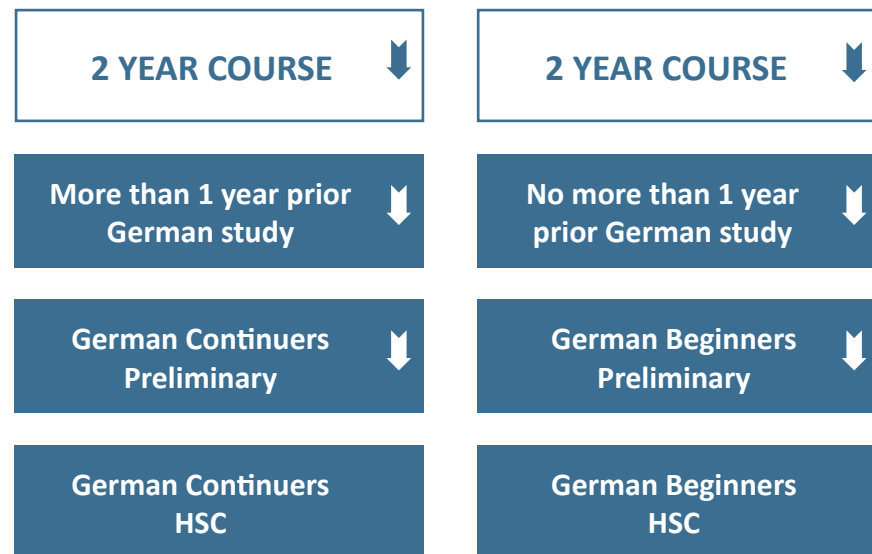 2 YEAR COURSE
More than 1 year prior
German study
German Continuers
Preliminary
German Continuers
HSC
2 YEAR COURSE
No more than 1 year
prior German study
German Beginners
Preliminary
German Beginners
HSC